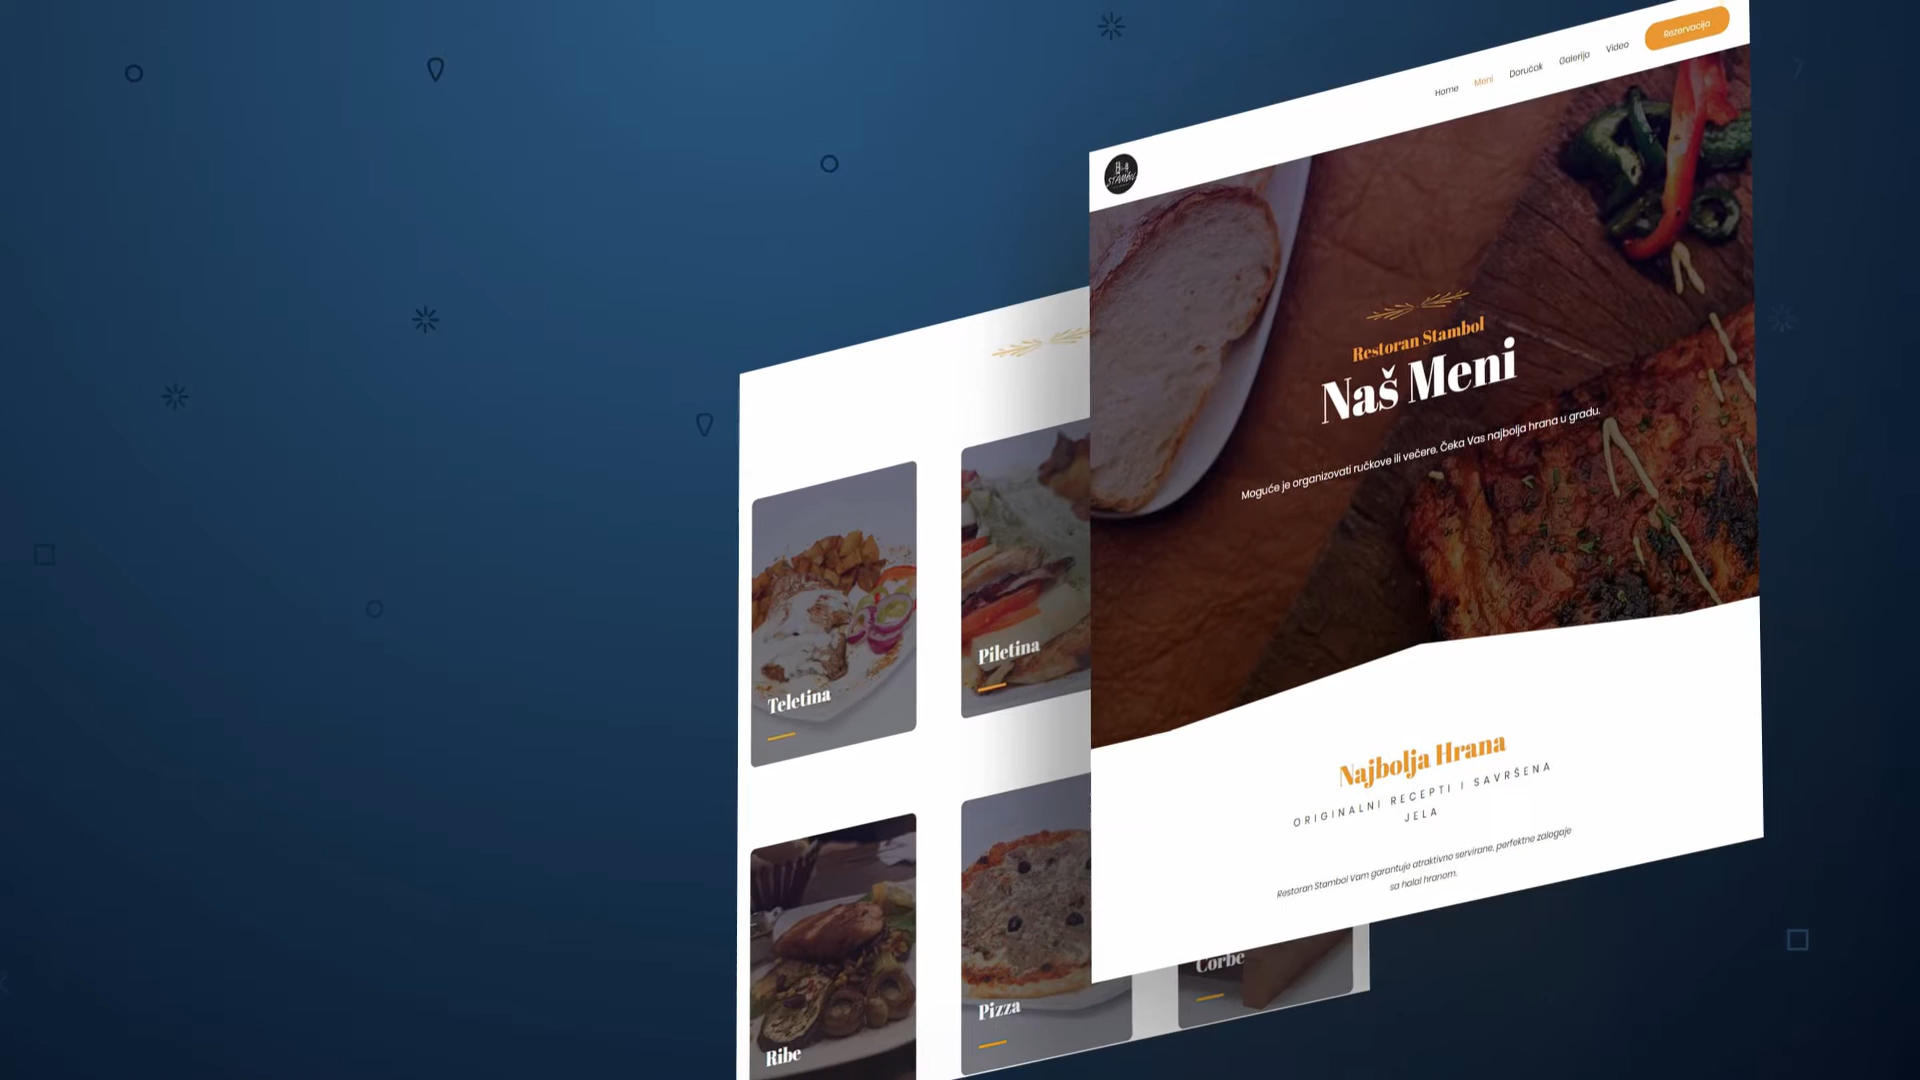 Home
Meni
Doručak
Galerija
Video
Rezervacija
STAMBOL
Restoran Stambol
Naš Meni
Moguće je organizovati ručkove ili večere. Čeka Vas najbolja hrana u gradu.
Najbolja Hrana
ORIGINALNI RECEPTI I SAVRŠENA
JELA
Restoran Stambol Vam garantuje atraktivno servirane, perfektne zalogaje
sa halal hranom.
Teletina
Piletina
Ribe
Pizza
Čorbe